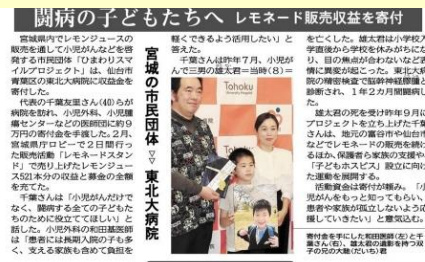 闘病の子どもたちへ レモネード販売収益を寄付
宮城の市民団体 ▽▽ 東北大病院
宮城県内でレモンジュースの
販売を通して小児がんなどを啓
発する市民団体「ひまわりスマ
イルプロジェクト」は、仙台市
青葉区の東北大病院に収益金を
寄付した。
代表の千葉友里さん(40)らが
病院を訪れ、小児外科、小児腫
瘍センターなどの医師団に約9
万円の寄付金を手渡した。2月、
宮城県庁ロビーで2日間行っ
た販売活動「レモネードスタン
ド」で売り上げたレモンジュー
ス521本分の収益と募金の全額
を充てた。
千葉さんは「小児がんだけで
なく、闘病する全ての子どもた
ちのために役立ててほしい」と
話した。小児外科の和田基医師
は「患者には長期入院の子も多
く、支える家族も含めて負担を
軽くできるよう活用したい」と
答えた。
千葉さんは昨年7月、小児が
んで三男の雄太君=当時(8)=
を亡くした。雄太君は小学校入
学直後から学校を休みがちにな
り、目の焦点が合わないなど表
情に異変が起こった。東北大病
院の精密検査で脳幹神経膠腫と
診断され、1年2カ月間闘病し
た。
雄太君の死を受け昨年9月に
プロジェクトを立ち上げた千葉
さんは、地元の富谷市や仙台市
などでレモネードの販売を続け
るほか、保護者ら家族の支援や
「子どもホスピス」設立に向け
た運動を展開する。
活動資金は寄付が頼み。「小
児がんをもっと知ってもらい、
患者や家族が孤立しないよう応
援していきたい」と意気込む。
寄付金を手にした和田医師(左)と千
葉さん(右)、雄太君の遺影を持つ双
子の兄の大耀(だいち)君
Tohoku